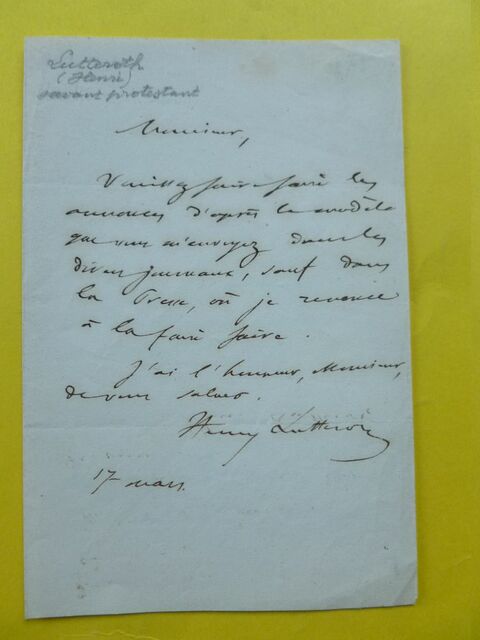 Lutteroth
(Henri)
savant protestant
Monsieur,
Veuillez faire faire les
annonces d'après le modèle
que vous m'envoyez dans les
divers journaux, sauf dans
la Presse, où je renonce
à la faire faire.
J'ai l'honneur, Monsieur,
de vous saluer.
Henry Lutteroth
17 mars.